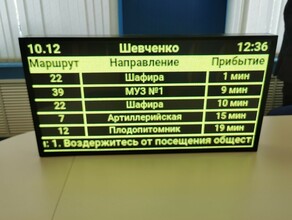 10.12 Шевченко 12:36
Маршрут Направление Прибытие
22 Шафира 1 мин
39 МУЗ №1 9 мин
22 Шафира 10 мин
7 Артиллерийская 15 мин
12 Плодопитомник 19 мин
1. Воздержитесь от посещения общест